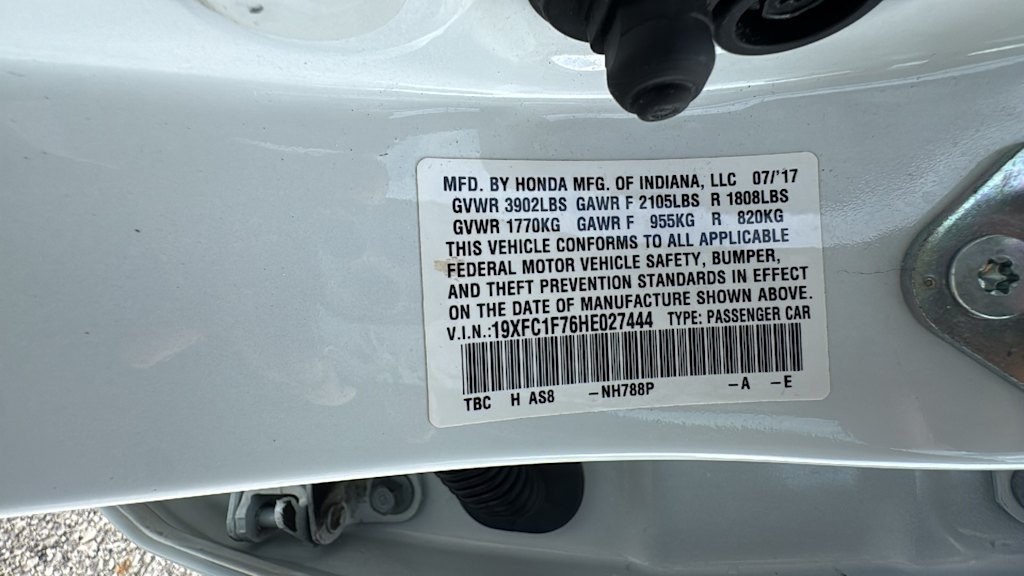 MFD. BY HONDA MFG. OF INDIANA, LLC 07/'17
GVWR 3902LBS GAWR F 2105LBS R 1808LBS
GVWR 1770KG GAWR F 955KG R 820KG
THIS VEHICLE CONFORMS TO ALL APPLICABLE
FEDERAL MOTOR VEHICLE SAFETY, BUMPER,
AND THEFT PREVENTION STANDARDS IN EFFECT
ON THE DATE OF MANUFACTURE SHOWN ABOVE.
V.I.N.:19XFC1F76HE027444 TYPE: PASSENGER CAR
TBC H AS8 –NH788P –A –E